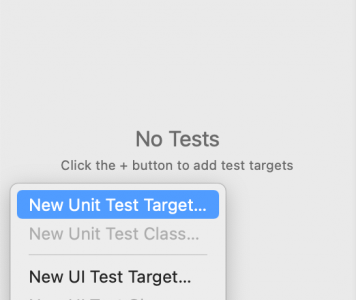 No Tests
Click the + button to add test targets
New Unit Test Target...
New Unit Test Class...
New UI Test Target...